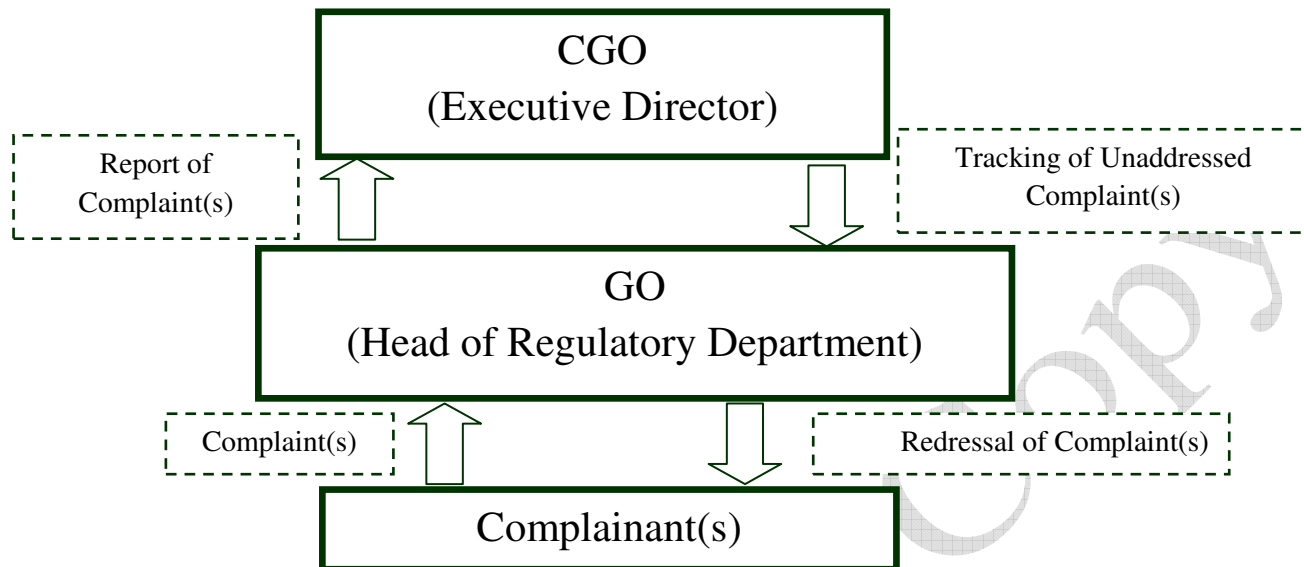 CGO
(Executive Director)
Report of
Complaint(s)
Tracking of Unaddressed
Complaint(s)
GO
(Head of Regulatory Department)
Complaint(s)
Redressal of Complaint(s)
Complainant(s)
Copy